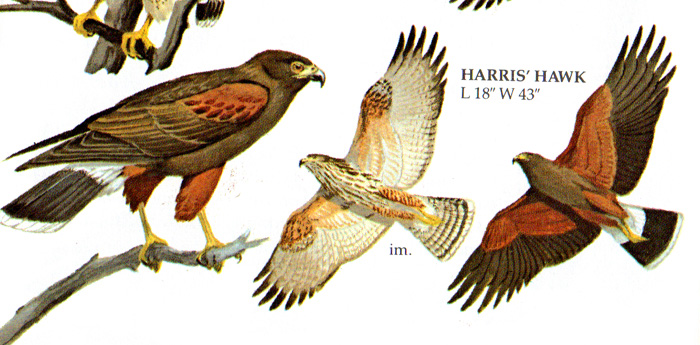 HARRIS’ HAWK
L 18″ W 43″
im.